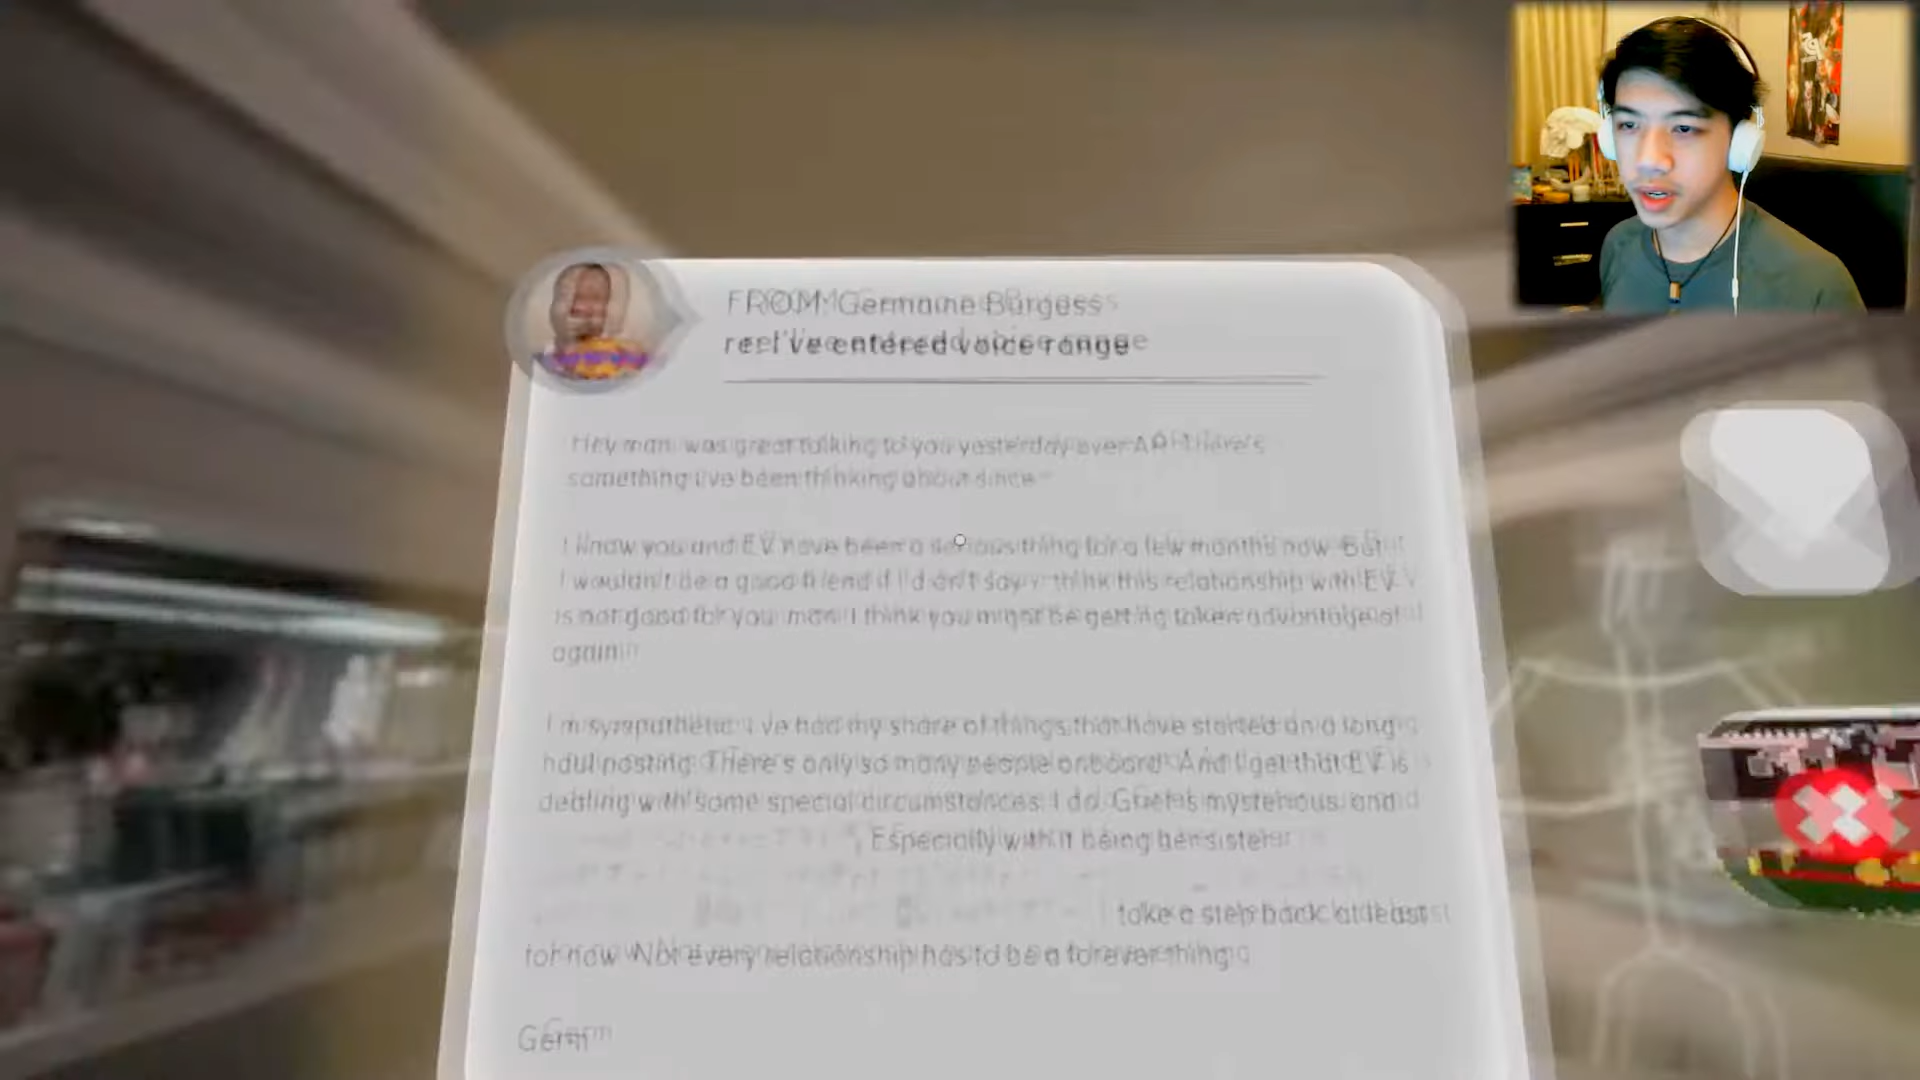 FROM: Germaine Burgess
re: I've entered voice range
Hey man, was great talking to you yesterday over AR. There's
something I've been thinking about since
I know you and EV have been a serious thing for a few months now. But
I wouldn't be a good friend if I didn't say I think this relationship with EV
is not good for you, man. I think you might be getting taken advantage of
again
I'm sympathetic. I've had my share of things that have started on a long
haul posting. There's only so many people onboard. And I get that EV is
dealing with some special circumstances. I do. Grief is mysterious and
Especially with it being her sister
take a step back at least
for now. Not every relationship has to be a forever thing
Germ